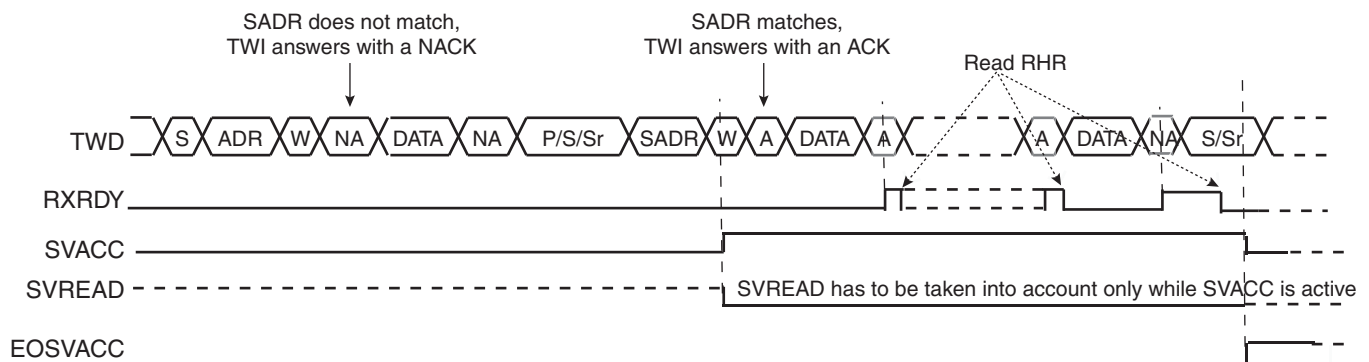 SADR does not match,
TWI answers with a NACK
SADR matches,
TWI answers with an ACK
Read RHR
TWD S ADR W NA DATA NA P/S/Sr SADR W A DATA A A DATA NA S/Sr
RXRDY
SVACC
SVREAD SVREAD has to be taken into account only while SVACC is active
EOSVACC